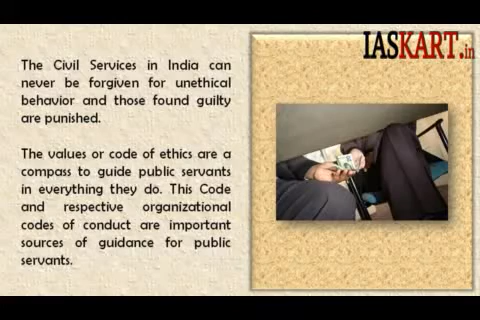 IASKART.in
The Civil Services in India can
never be forgiven for unethical
behavior and those found guilty
are punished.
The values or code of ethics are a
compass to guide public servants
in everything they do. This Code
and respective organizational
codes of conduct are important
sources of guidance for public
servants.